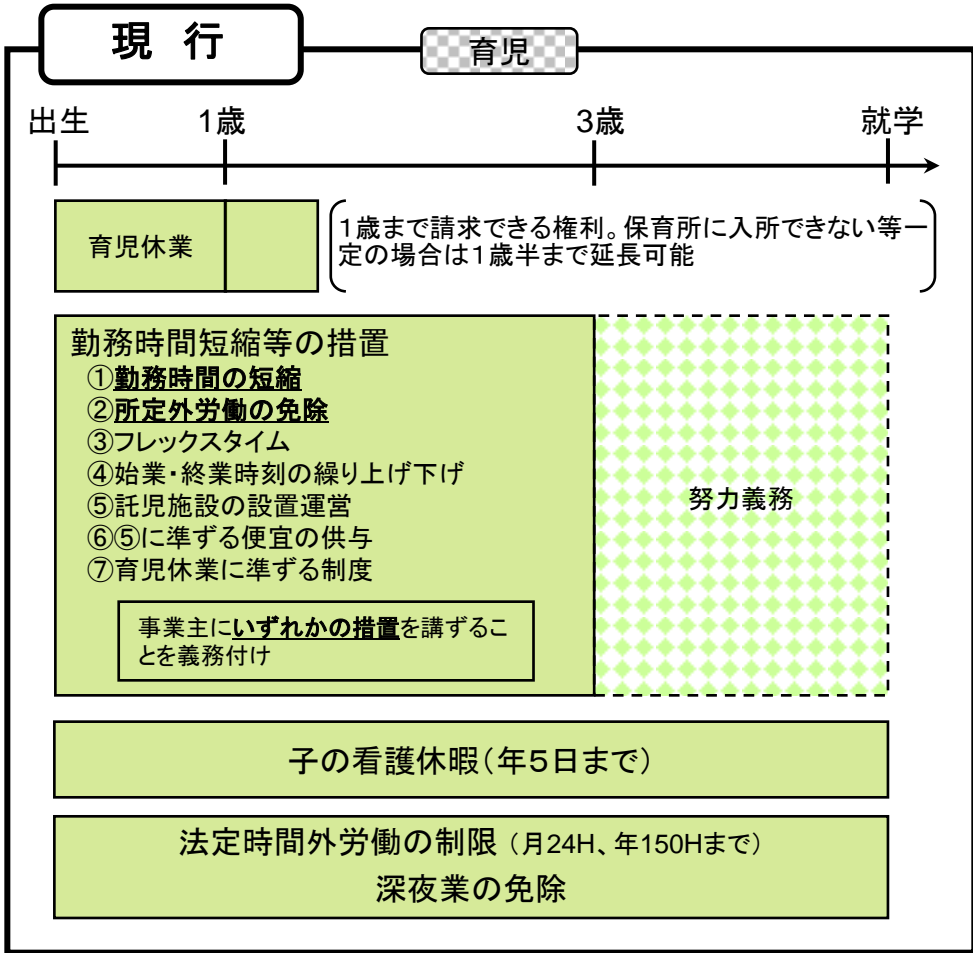 現 行
育児
出生 1歳 3歳 就学
育児休業
1歳まで請求できる権利。保育所に入所できない等一
定の場合は1歳半まで延長可能
勤務時間短縮等の措置
①勤務時間の短縮
②所定外労働の免除
③フレックスタイム
④始業・終業時刻の繰り上げ下げ
⑤託児施設の設置運営
⑥⑤に準ずる便宜の供与
⑦育児休業に準ずる制度
事業主にいずれかの措置を講ずるこ
とを義務付け
努力義務
子の看護休暇（年５日まで）
法定時間外労働の制限（月24H、年150Hまで）
深夜業の免除